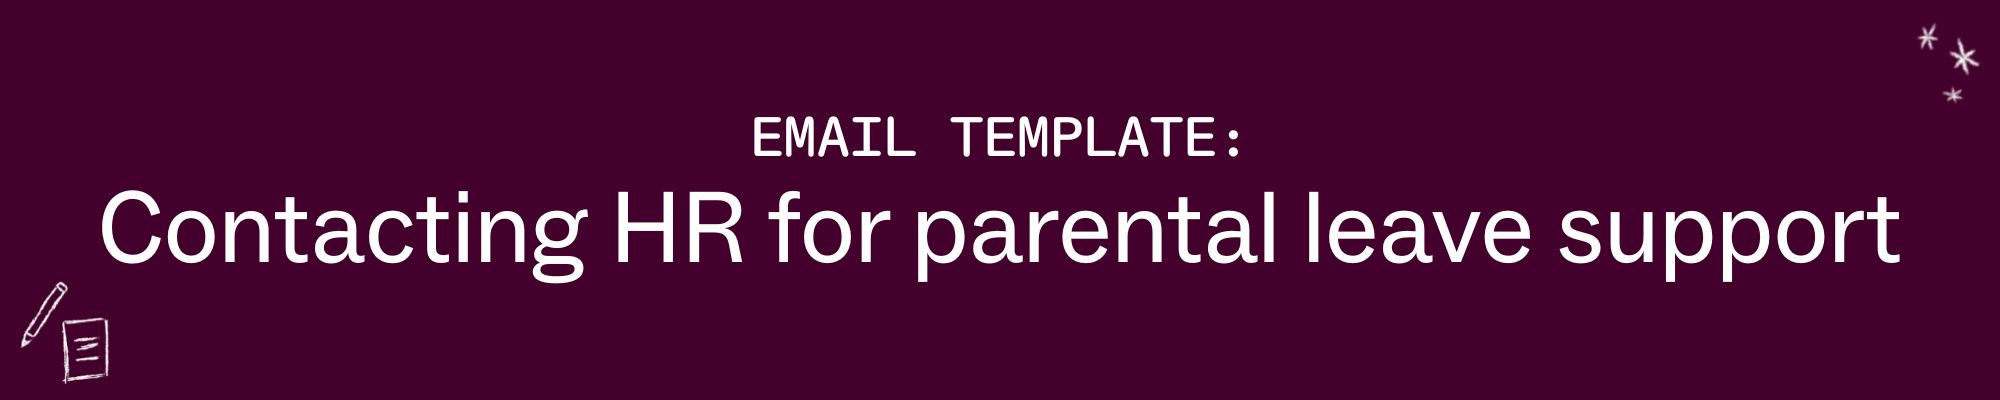 EMAIL TEMPLATE:
Contacting HR for parental leave support